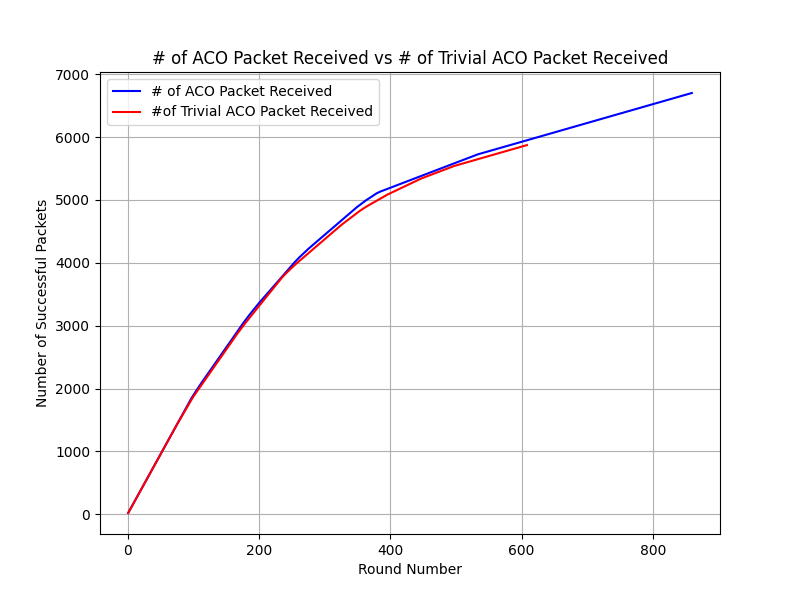 # of ACO Packet Received vs # of Trivial ACO Packet Received
7000
6000
5000
4000
3000
2000
1000
0
Number of Successful Packets
# of ACO Packet Received
#of Trivial ACO Packet Received
0 200 400 600 800
Round Number